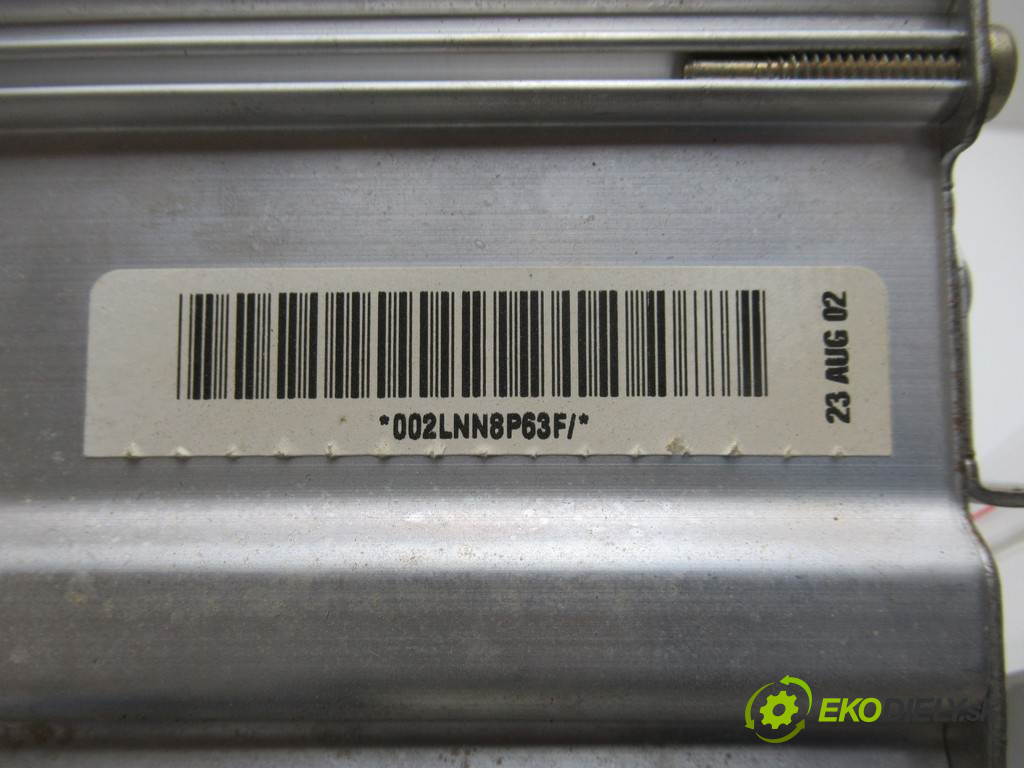 *002LNN8P63F/*
23 AUG 02
EKODIELY.sk